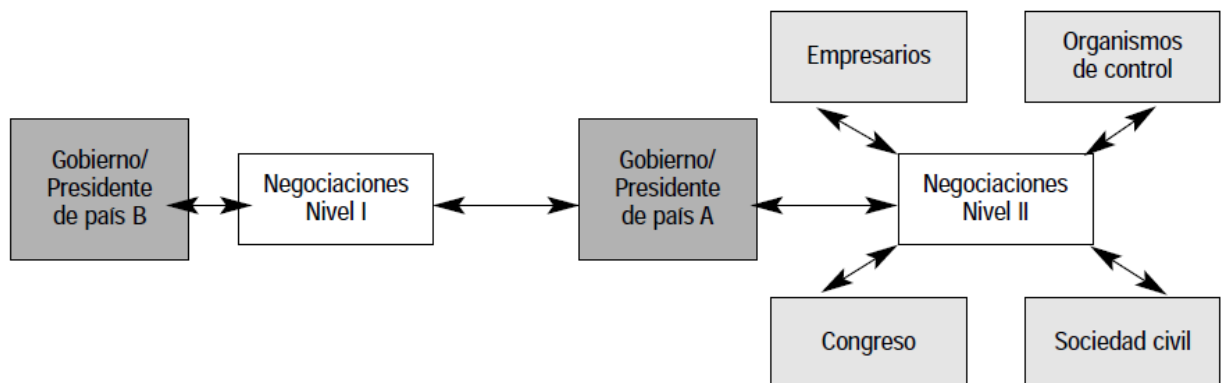 Empresarios
Organismos
de control
Gobierno/
Presidente
de país B
Negociaciones
Nivel I
Gobierno/
Presidente
de país A
Negociaciones
Nivel II
Congreso
Sociedad civil